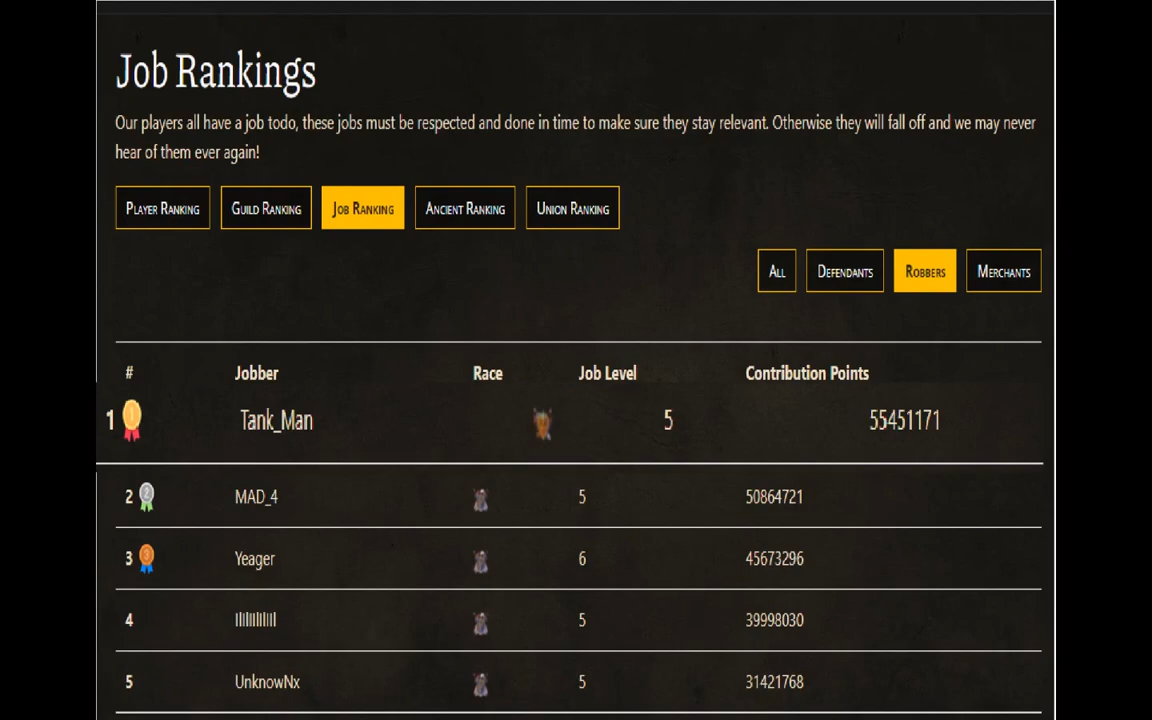 Job Rankings
Our players all have a job todo, these jobs must be respected and done in time to make sure they stay relevant. Otherwise they will fall off and we may never
hear of them ever again!
Player Ranking Guild Ranking Job Ranking Ancient Ranking Union Ranking
All Defendants Robbers Merchants
# Jobber Race Job Level Contribution Points
1 Tank_Man 5 55451171
2 MAD_4 5 50864721
3 Yeager 6 45673296
4 5 39998030
5 UnknowNx 5 31421768